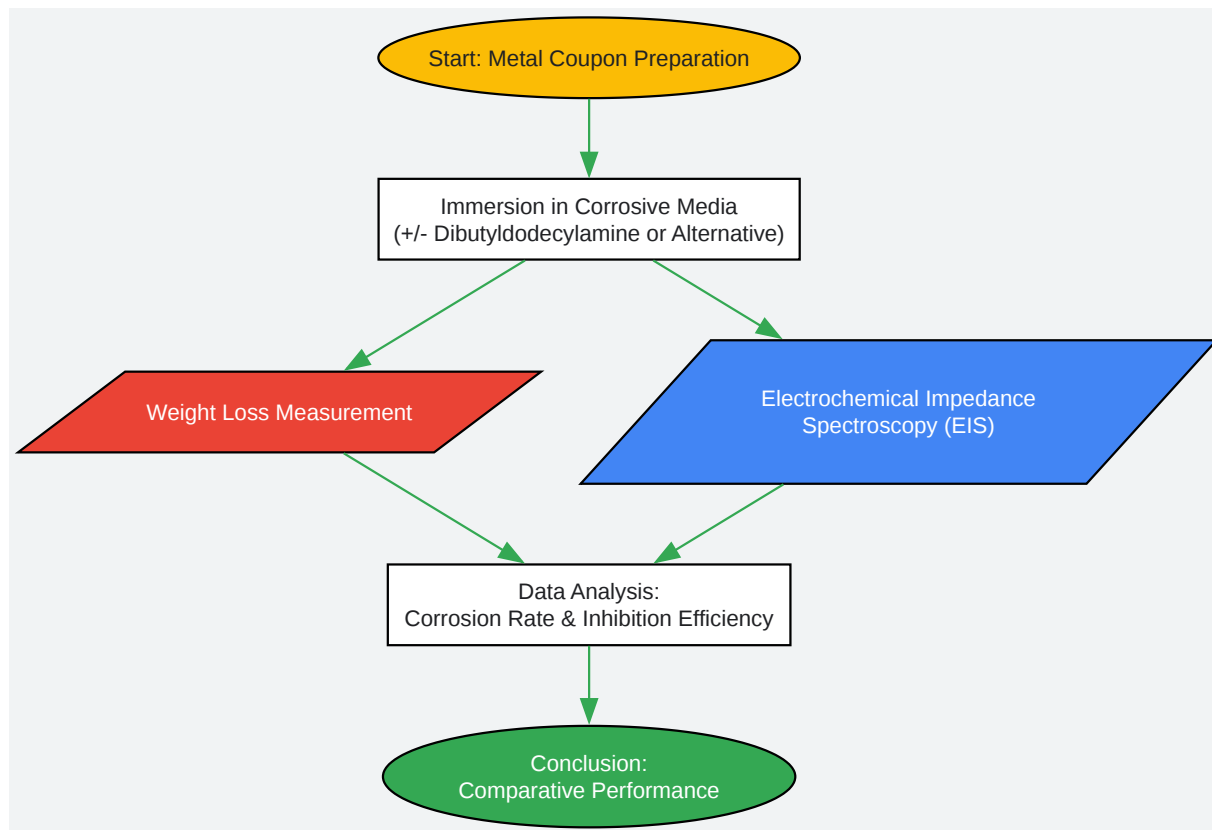 Start: Metal Coupon Preparation
Immersion in Corrosive Media
(+/- Dibutyldodecylamine or Alternative)
Weight Loss Measurement
Electrochemical Impedance
Spectroscopy (EIS)
Data Analysis:
Corrosion Rate & Inhibition Efficiency
Conclusion:
Comparative Performance